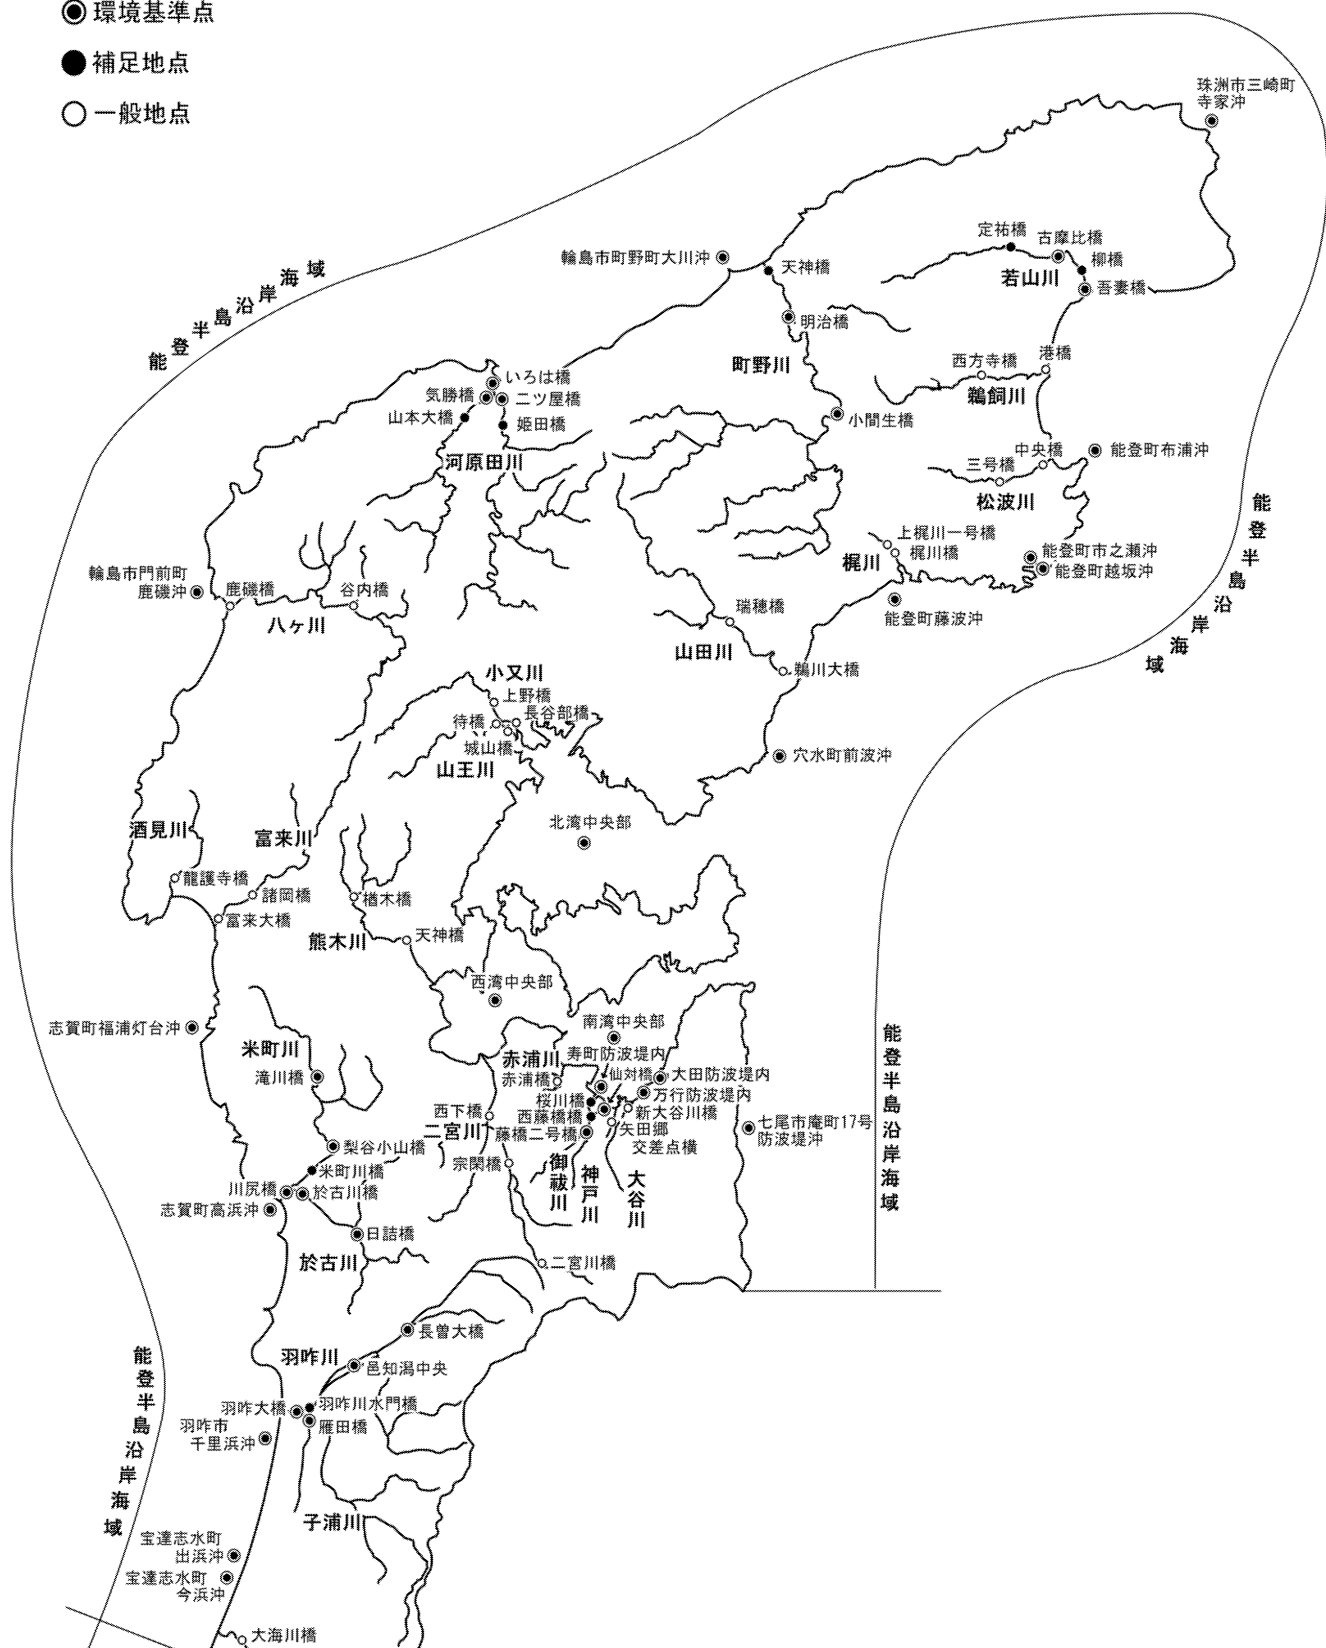 環境基準点
補足地点
一般地点
珠洲市三崎町
寺家沖
定祐橋
古摩比橋
柳橋
若山川
吾妻橋
輪島市町野町大川沖
天神橋
明治橋
町野川
能登半島沿岸海域
西方寺橋
港橋
鵜飼川
いろは橋
気勝橋
二ツ屋橋
山本大橋
姫田橋
河原田川
小間生橋
中央橋
能登町布浦沖
三号橋
松波川
能登半島沿岸海域
上梶川一号橋
梶川橋
梶川
能登町市之瀬沖
能登町越坂沖
能登町藤波沖
輪島市門前町
鹿磯沖
鹿磯橋
谷内橋
八ヶ川
瑞穂橋
山田川
鵜川大橋
小又川
上野橋
待橋
長谷部橋
城山橋
山王川
穴水町前波沖
北湾中央部
酒見川
富来川
龍護寺橋
諸岡橋
富来大橋
楢木橋
熊木川
天神橋
西湾中央部
志賀町福浦灯台沖
米町川
滝川橋
南湾中央部
赤浦川
寿町防波堤内
赤浦橋
仙対橋
大田防波堤内
桜川橋
万行防波堤内
西下橋
西藤橋橋
新大谷川橋
二宮川
藤橋二号橋
矢田郷
交差点横
七尾市庵町17号
防波堤沖
能登半島沿岸海域
梨谷小山橋
宗閑橋
米町川橋
御祓川
神戸川
大谷川
川尻橋
於古川橋
志賀町高浜沖
日詰橋
於古川
二宮川橋
長曽大橋
羽咋川
邑知潟中央
能登半島沿岸海域
羽咋大橋
羽咋川水門橋
羽咋市
千里浜沖
雁田橋
子浦川
宝達志水町
出浜沖
宝達志水町
今浜沖
大海川橋